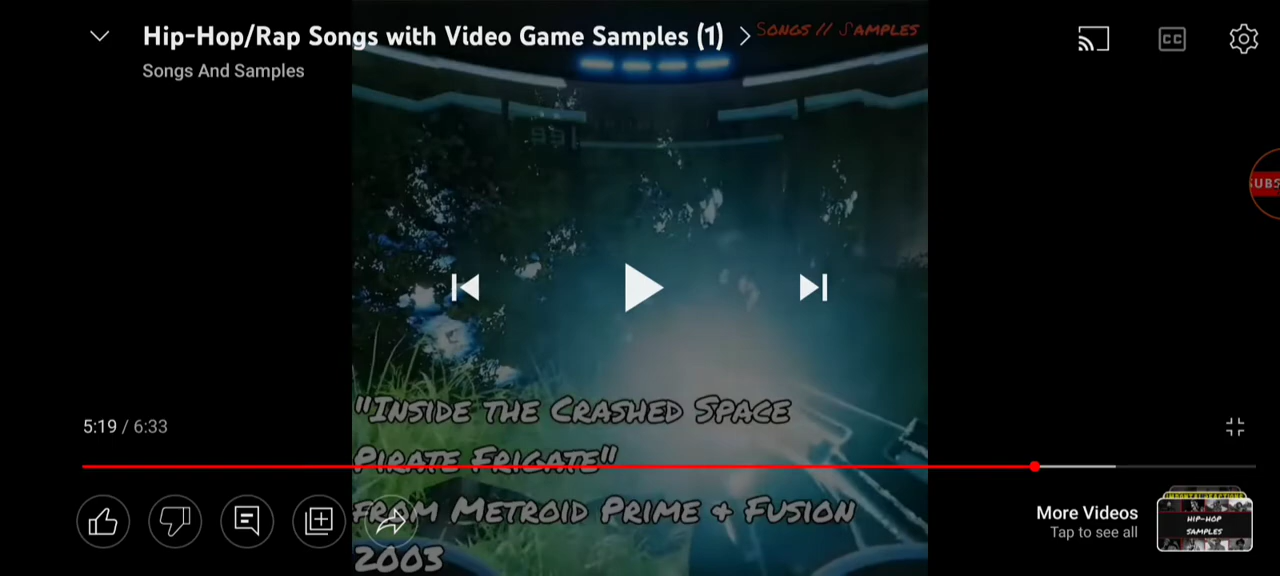 Hip-Hop/Rap Songs with Video Game Samples (1)
SONGS // SAMPLES
CC
Songs And Samples
SUBS
5:19 / 6:33
"INSIDE THE CRASHED SPACE
PIRATE FRIGATE"
FROM METROID PRIME & FUSION
2003
More Videos
Tap to see all
HIP-HOP
SAMPLES